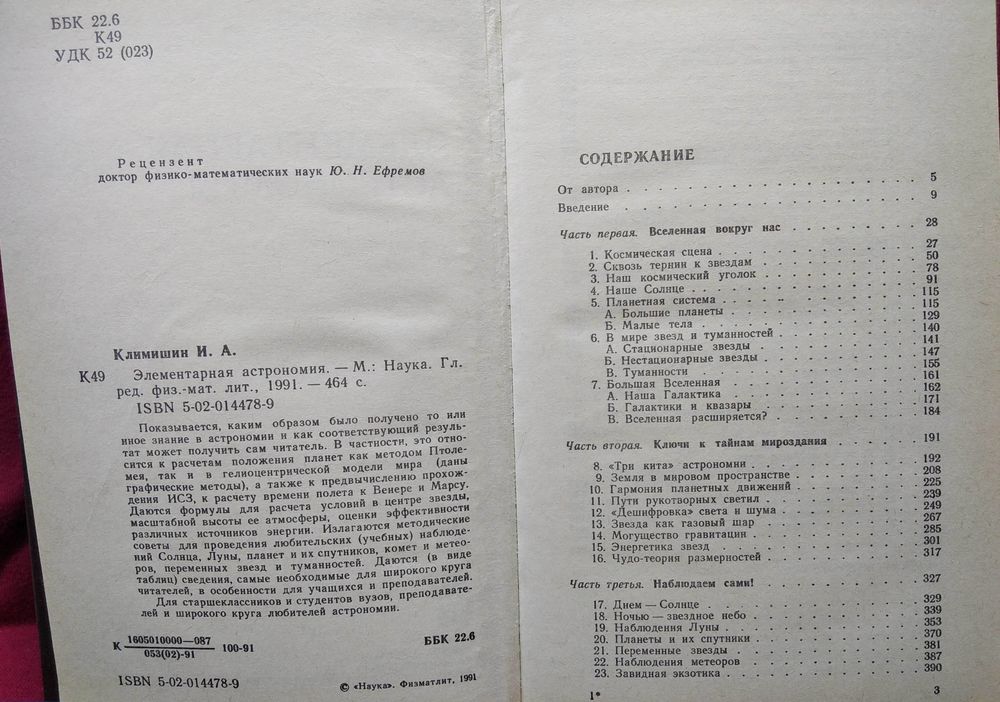 ББК 22.6
К49
УДК 52 (023)
Рецензент
доктор физико-математических наук Ю. Н. Ефремов
Климишин И. А.
К49 Элементарная астрономия. — М.: Наука. Гл.
ред. физ.-мат. лит., 1991. — 464 с.
ISBN 5-02-014478-9
Показывается, каким образом было получено то или
иное знание в астрономии и как соответствующий резуль-
тат может получить сам читатель. В частности, это отно-
сится к расчетам положения планет как методом Птоле-
мея, так и в гелиоцентрической модели мира (даны
графические методы), а также к предвычислению прохож-
дения ИСЗ, к расчету времени полета к Венере и Марсу.
Даются формулы для расчета условий в центре звезды,
масштабной высоты ее атмосферы, оценки эффективности
различных источников энергии. Излагаются методические
советы для проведения любительских (учебных) наблюде-
ний Солнца, Луны, планет и их спутников, комет и метео-
ров, переменных звезд и туманностей. Даются (в виде
таблиц) сведения, самые необходимые для широкого круга
читателей, в особенности для учащихся и преподавателей.
Для старшеклассников и студентов вузов, преподавате-
лей и широкого круга любителей астрономии.
К 1605010000—087 / 053(02)-91 100-91 ББК 22.6
ISBN 5-02-014478-9
© «Наука». Физматлит, 1991
СОДЕРЖАНИЕ
От автора . . . . . . . . . . 5
Введение . . . . . . . . . . 9
Часть первая. Вселенная вокруг нас . . . . . 28
1. Космическая сцена . . . . . . . 27
2. Сквозь тернии к звездам . . . . . . 50
3. Наш космический уголок . . . . . . 78
4. Наше Солнце . . . . . . . . 91
5. Планетная система . . . . . . . 115
А. Большие планеты . . . . . . . 115
Б. Малые тела . . . . . . . . 129
6. В мире звезд и туманностей . . . . . 140
А. Стационарные звезды . . . . . . 141
Б. Нестационарные звезды . . . . . . 147
В. Туманности . . . . . . . . 155
7. Большая Вселенная . . . . . . . 161
А. Наша Галактика . . . . . . . 162
Б. Галактики и квазары . . . . . . 171
В. Вселенная расширяется? . . . . . . 184
Часть вторая. Ключи к тайнам мироздания . . . . . 191
8. «Три кита» астрономии . . . . . . 192
9. Земля в мировом пространстве . . . . . 208
10. Гармония планетных движений . . . . . 225
11. Пути рукотворных светил . . . . . . 239
12. «Дешифровка» света и шума . . . . . 249
13. Звезда как газовый шар . . . . . . 267
14. Могущество гравитации . . . . . . 285
15. Энергетика звезд . . . . . . . 301
16. Чудо-теория размерностей . . . . . . 317
Часть третья. Наблюдаем сами! . . . . . . 327
17. Днем — Солнце . . . . . . . . 329
18. Ночью — звездное небо . . . . . . 339
19. Наблюдения Луны . . . . . . . 353
20. Планеты и их спутники . . . . . . 370
21. Переменные звезды . . . . . . . 381
22. Наблюдения метеоров . . . . . . 387
23. Завидная экзотика . . . . . . . 390
1* 3